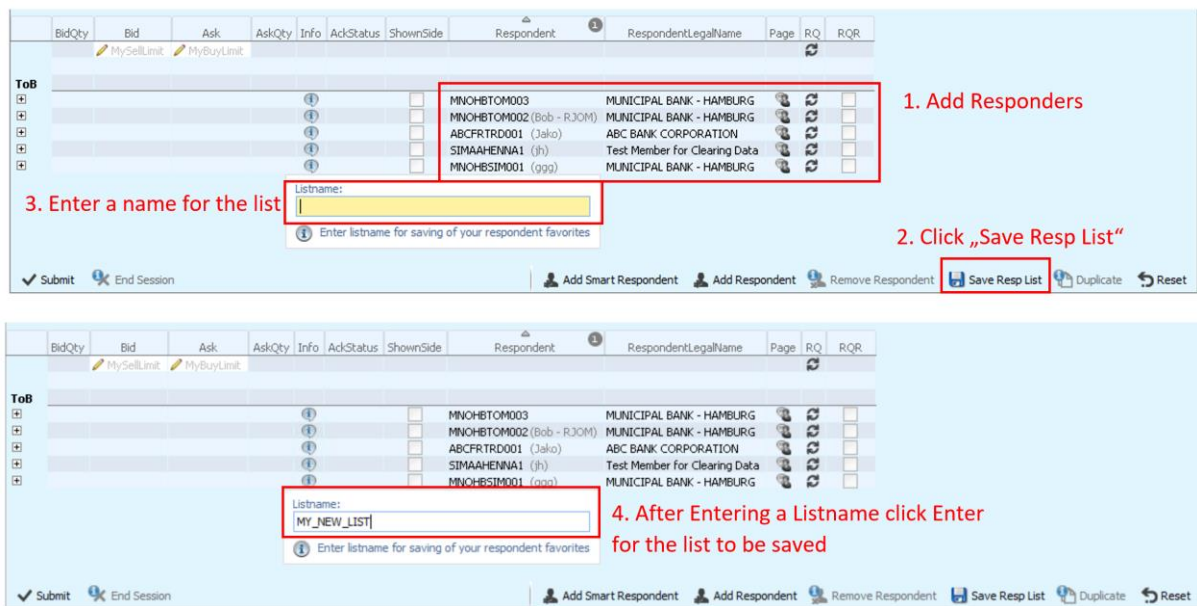 BidQty Bid Ask AskQty Info AckStatus ShownSide Respondent 1 RespondentLegalName Page RQ RQR
MySellLimit MyBuyLimit
ToB
MNOHBTOM003 MUNICIPAL BANK - HAMBURG
MNOHBTOM002 (Bob - RJOM) MUNICIPAL BANK - HAMBURG
ABCFRTRD001 (Jako) ABC BANK CORPORATION
SIMAAHENNA1 (jh) Test Member for Clearing Data
MNOHBSIM001 (ggg) MUNICIPAL BANK - HAMBURG
1. Add Responders
Listname:
3. Enter a name for the list
Enter listname for saving of your respondent favorites
2. Click „Save Resp List“
Submit End Session Add Smart Respondent Add Respondent Remove Respondent Save Resp List Duplicate Reset
BidQty Bid Ask AskQty Info AckStatus ShownSide Respondent 1 RespondentLegalName Page RQ RQR
MySellLimit MyBuyLimit
ToB
MNOHBTOM003 MUNICIPAL BANK - HAMBURG
MNOHBTOM002 (Bob - RJOM) MUNICIPAL BANK - HAMBURG
ABCFRTRD001 (Jako) ABC BANK CORPORATION
SIMAAHENNA1 (jh) Test Member for Clearing Data
MNOHBSIM001 (ggg) MUNICIPAL BANK - HAMBURG
Listname:
MY_NEW_LIST
Enter listname for saving of your respondent favorites
4. After Entering a Listname click Enter
for the list to be saved
Submit End Session Add Smart Respondent Add Respondent Remove Respondent Save Resp List Duplicate Reset